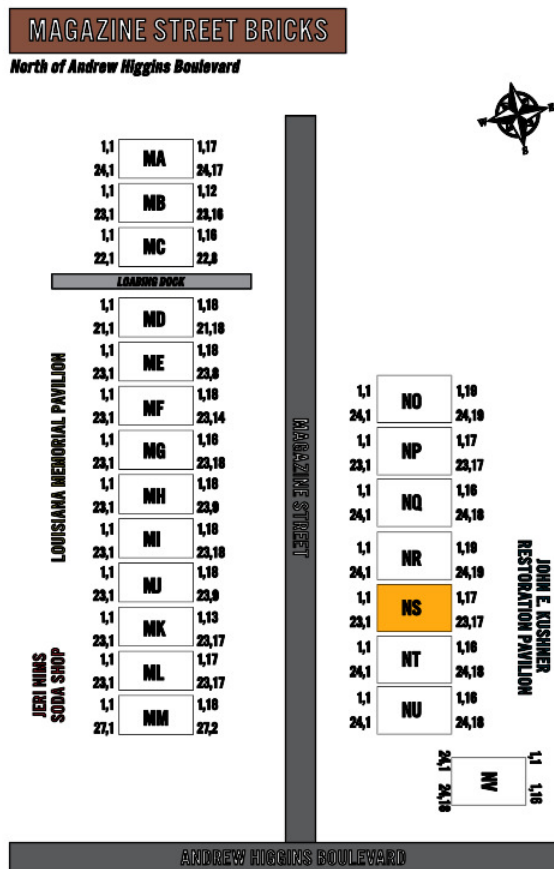 MAGAZINE STREET BRICKS
North of Andrew Higgins Boulevard
N
W E
S
1,1 MA 1,17
24,1 24,17
1,1 MB 1,12
23,1 23,16
1,1 MC 1,16
22,1 22,8
LOADING DOCK
1,1 MD 1,18
21,1 21,18
1,1 ME 1,18
23,1 23,8
1,1 MF 1,18
23,1 23,14
1,1 MG 1,16
23,1 23,18
1,1 MH 1,18
23,1 23,9
1,1 MI 1,18
23,1 23,18
1,1 MJ 1,18
23,1 23,9
1,1 MK 1,13
23,1 23,17
1,1 ML 1,17
23,1 23,17
1,1 MM 1,18
27,1 27,2
LOUISIANA MEMORIAL PAVILION
JERI NIMS
SODA SHOP
MAGAZINE STREET
1,1 NO 1,19
24,1 24,19
1,1 NP 1,17
23,1 23,17
1,1 NQ 1,16
24,1 24,18
1,1 NR 1,19
24,1 24,19
1,1 NS 1,17
23,1 23,17
1,1 NT 1,16
24,1 24,18
1,1 NU 1,16
24,1 24,18
JOHN E. KUSHNER
RESTORATION PAVILION
24,1 NV 1,1
24,18 1,16
ANDREW HIGGINS BOULEVARD